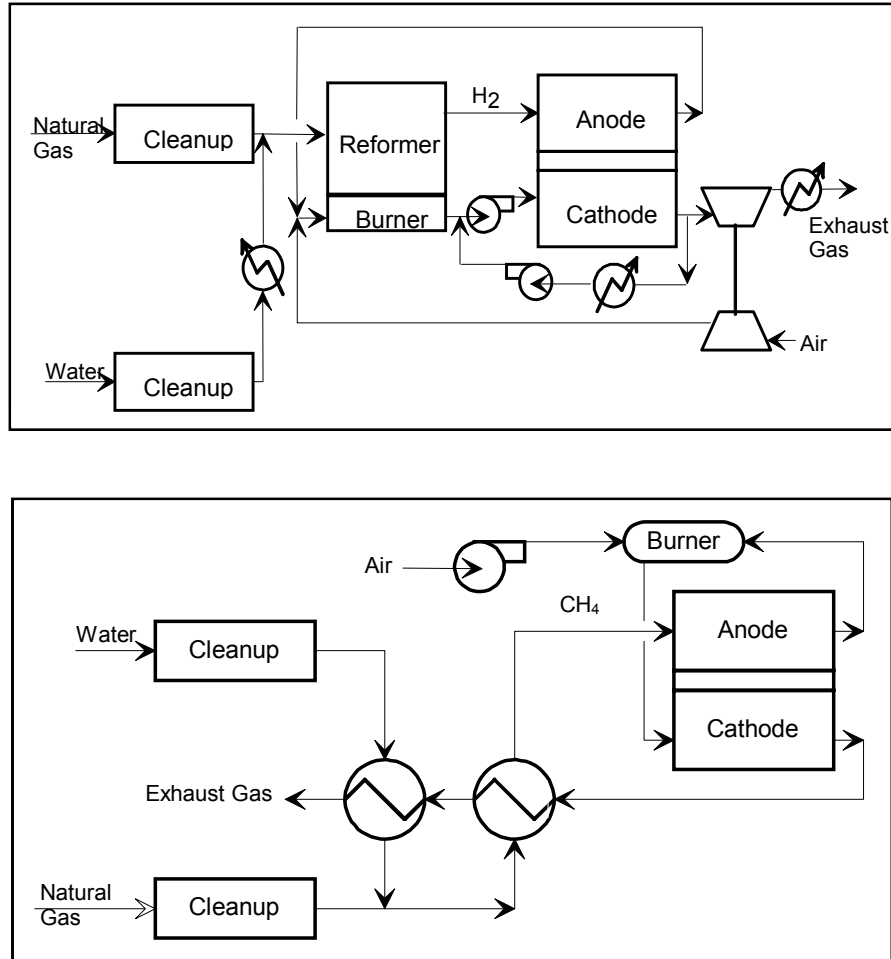 H2
Natural
Gas
Cleanup
Reformer
Anode
Burner
Cathode
Exhaust
Gas
Water
Cleanup
Air
Burner
Air
CH4
Water
Cleanup
Anode
Cathode
Exhaust Gas
Natural
Gas
Cleanup